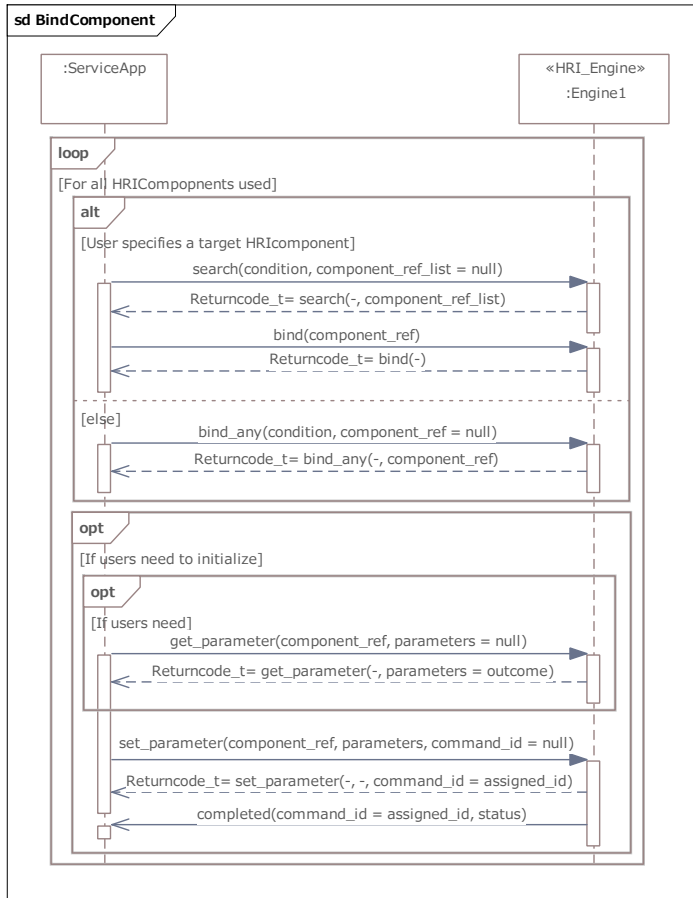 sd BindComponent
:ServiceApp
«HRI_Engine»
:Engine1
loop
[For all HRICompopnents used]
alt
[User specifies a target HRIcomponent]
search(condition, component_ref_list = null)
Returncode_t= search(-, component_ref_list)
bind(component_ref)
Returncode_t= bind(-)
[else]
bind_any(condition, component_ref = null)
Returncode_t= bind_any(-, component_ref)
opt
[If users need to initialize]
opt
[If users need]
get_parameter(component_ref, parameters = null)
Returncode_t= get_parameter(-, parameters = outcome)
set_parameter(component_ref, parameters, command_id = null)
Returncode_t= set_parameter(-, -, command_id = assigned_id)
completed(command_id = assigned_id, status)